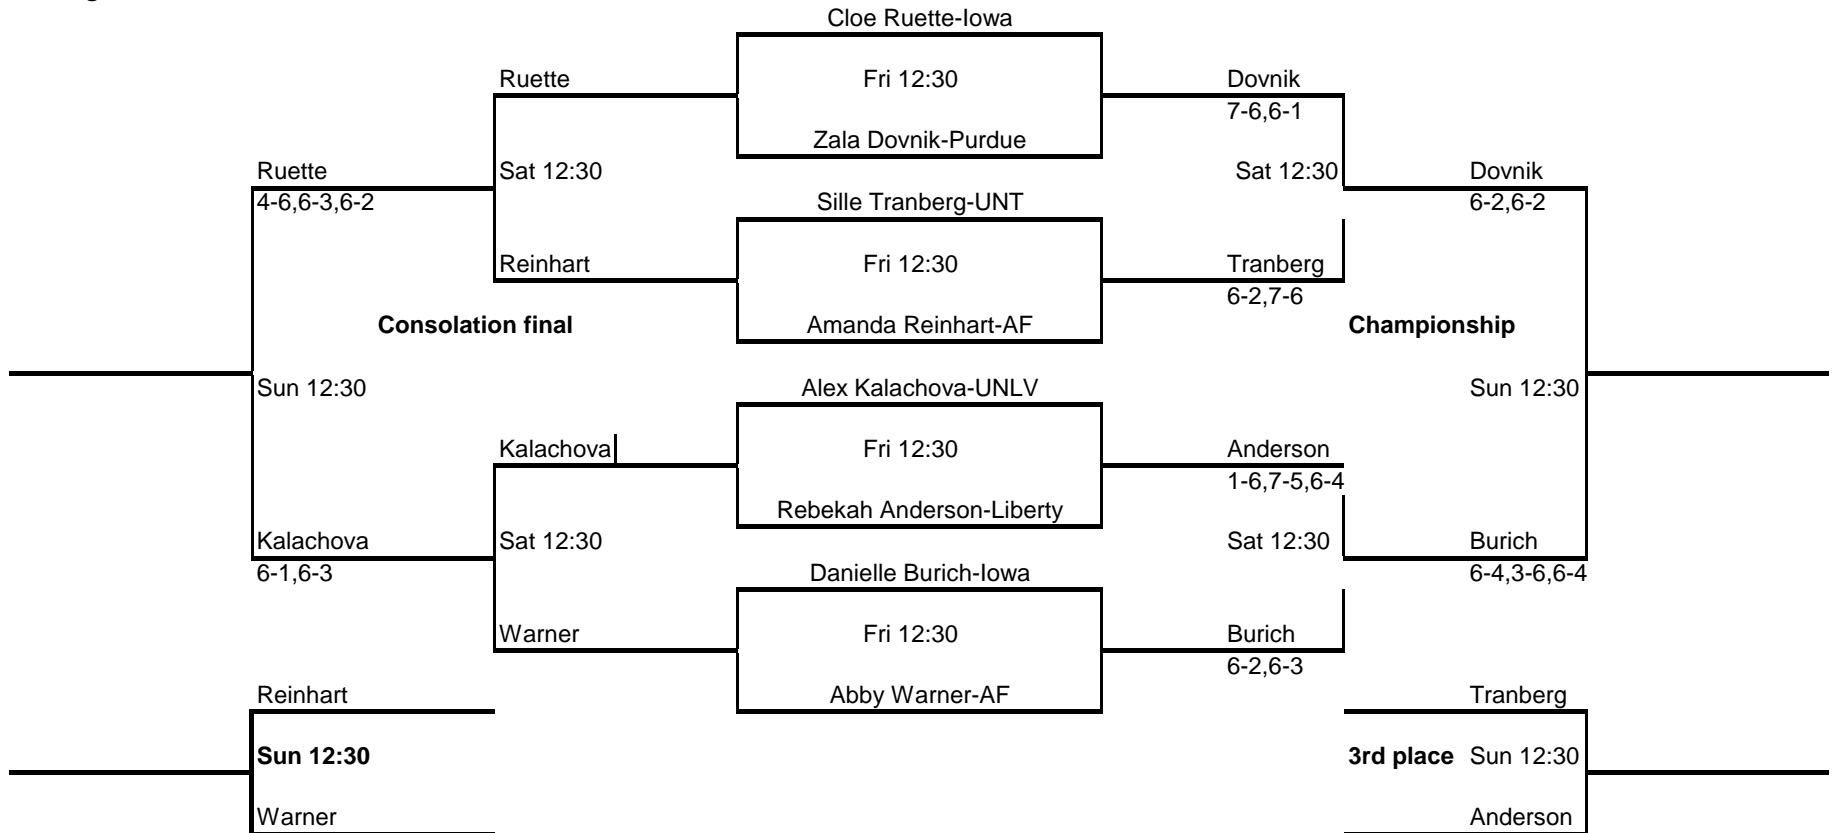 Cloe Ruette-Iowa
Ruette Fri 12:30 Dovnik
7-6,6-1
Zala Dovnik-Purdue
Ruette Sat 12:30 Sat 12:30 Dovnik
4-6,6-3,6-2 Sille Tranberg-UNT 6-2,6-2
Reinhart Fri 12:30 Tranberg
6-2,7-6
Consolation final Amanda Reinhart-AF Championship
Sun 12:30 Alex Kalachova-UNLV Sun 12:30
Kalachova Fri 12:30 Anderson
1-6,7-5,6-4
Rebekah Anderson-Liberty
Kalachova Sat 12:30 Sat 12:30 Burich
6-1,6-3 Danielle Burich-Iowa 6-4,3-6,6-4
Warner Fri 12:30 Burich
6-2,6-3
Reinhart Abby Warner-AF Tranberg
Sun 12:30 3rd place Sun 12:30
Warner Anderson